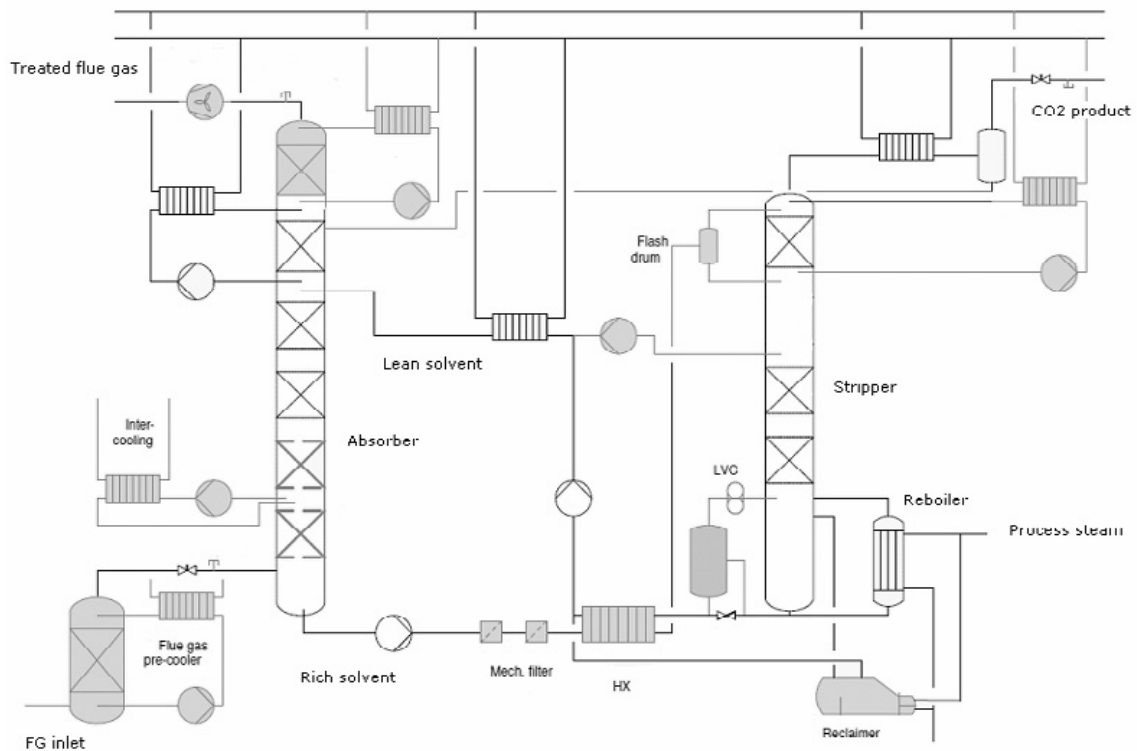 Treated flue gas
CO2 product
Flash
drum
Lean solvent
Stripper
Inter-
cooling
Absorber
LVC
Reboiler
Process steam
Flue gas
pre-cooler
Rich solvent
Mech. filter
HX
Reclaimer
FG inlet